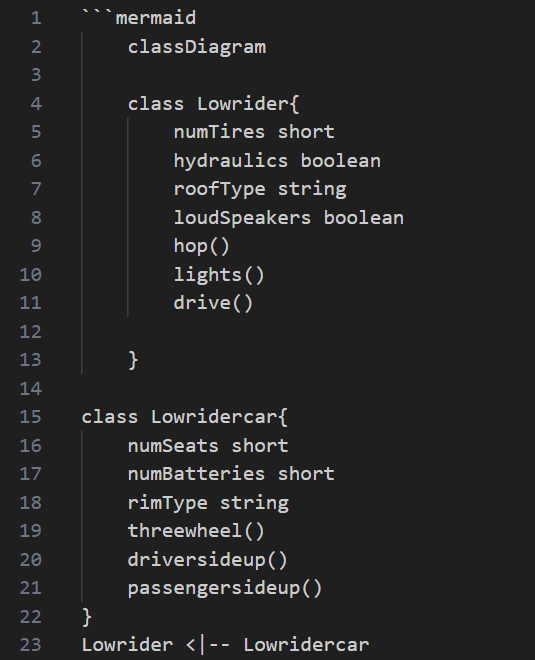 1 ```mermaid
2 classDiagram
3
4 class Lowrider{
5 numTires short
6 hydraulics boolean
7 roofType string
8 loudSpeakers boolean
9 hop()
10 lights()
11 drive()
12
13 }
14
15 class Lowridercar{
16 numSeats short
17 numBatteries short
18 rimType string
19 threewheel()
20 driversideup()
21 passengersideup()
22 }
23 Lowrider <|-- Lowridercar